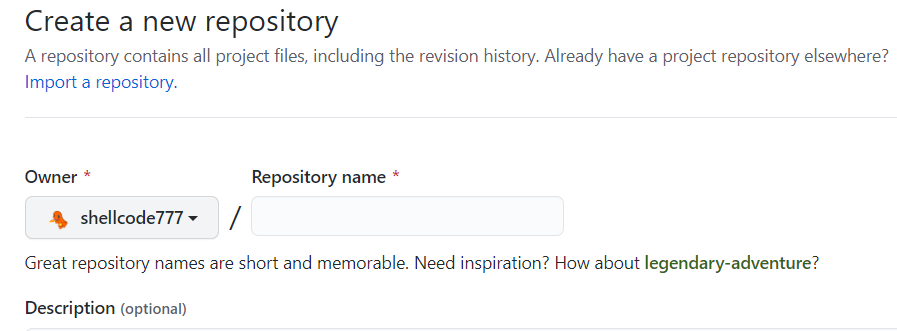 Create a new repository
A repository contains all project files, including the revision history. Already have a project repository elsewhere?
Import a repository.
Owner *
Repository name *
shellcode777
/
Great repository names are short and memorable. Need inspiration? How about legendary-adventure?
Description (optional)